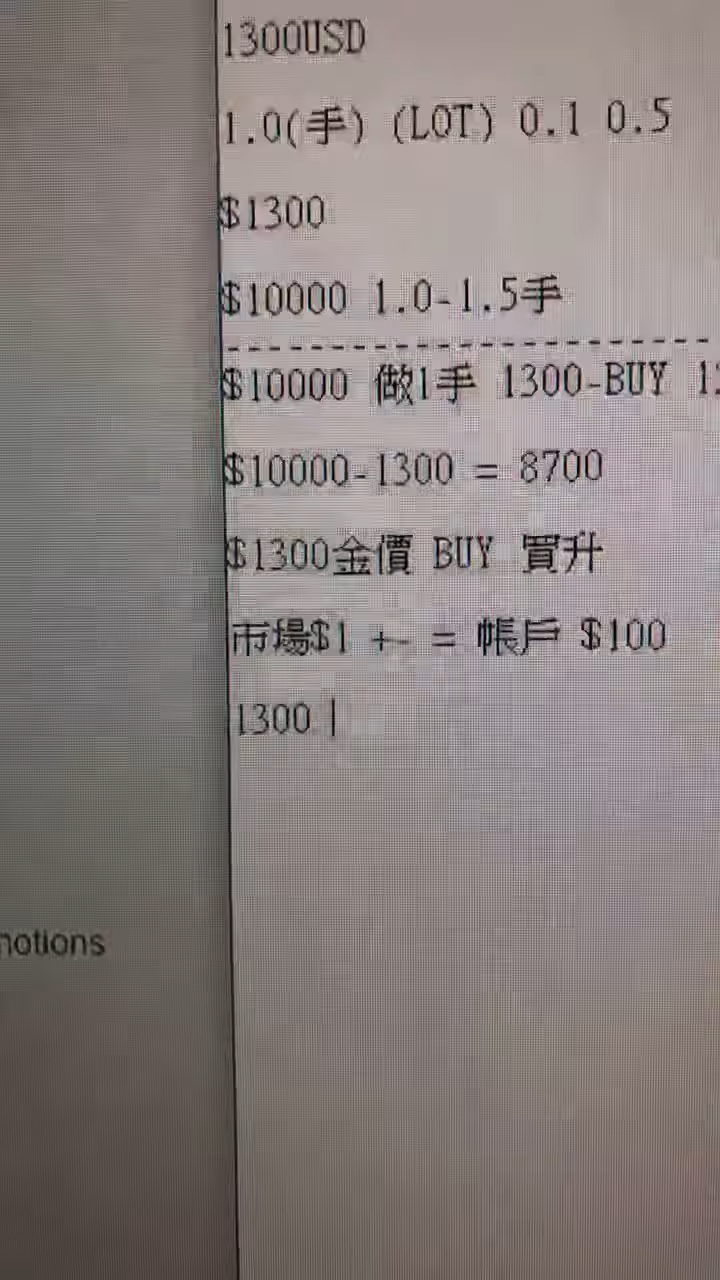 1300USD
1.0(手) (LOT) 0.1 0.5
$1300
$10000 1.0-1.5手
--------------------
$10000 做1手 1300-BUY
$10000-1300 = 8700
$1300金價 BUY 買升
市場$1 +- = 帳戶 $100
1300